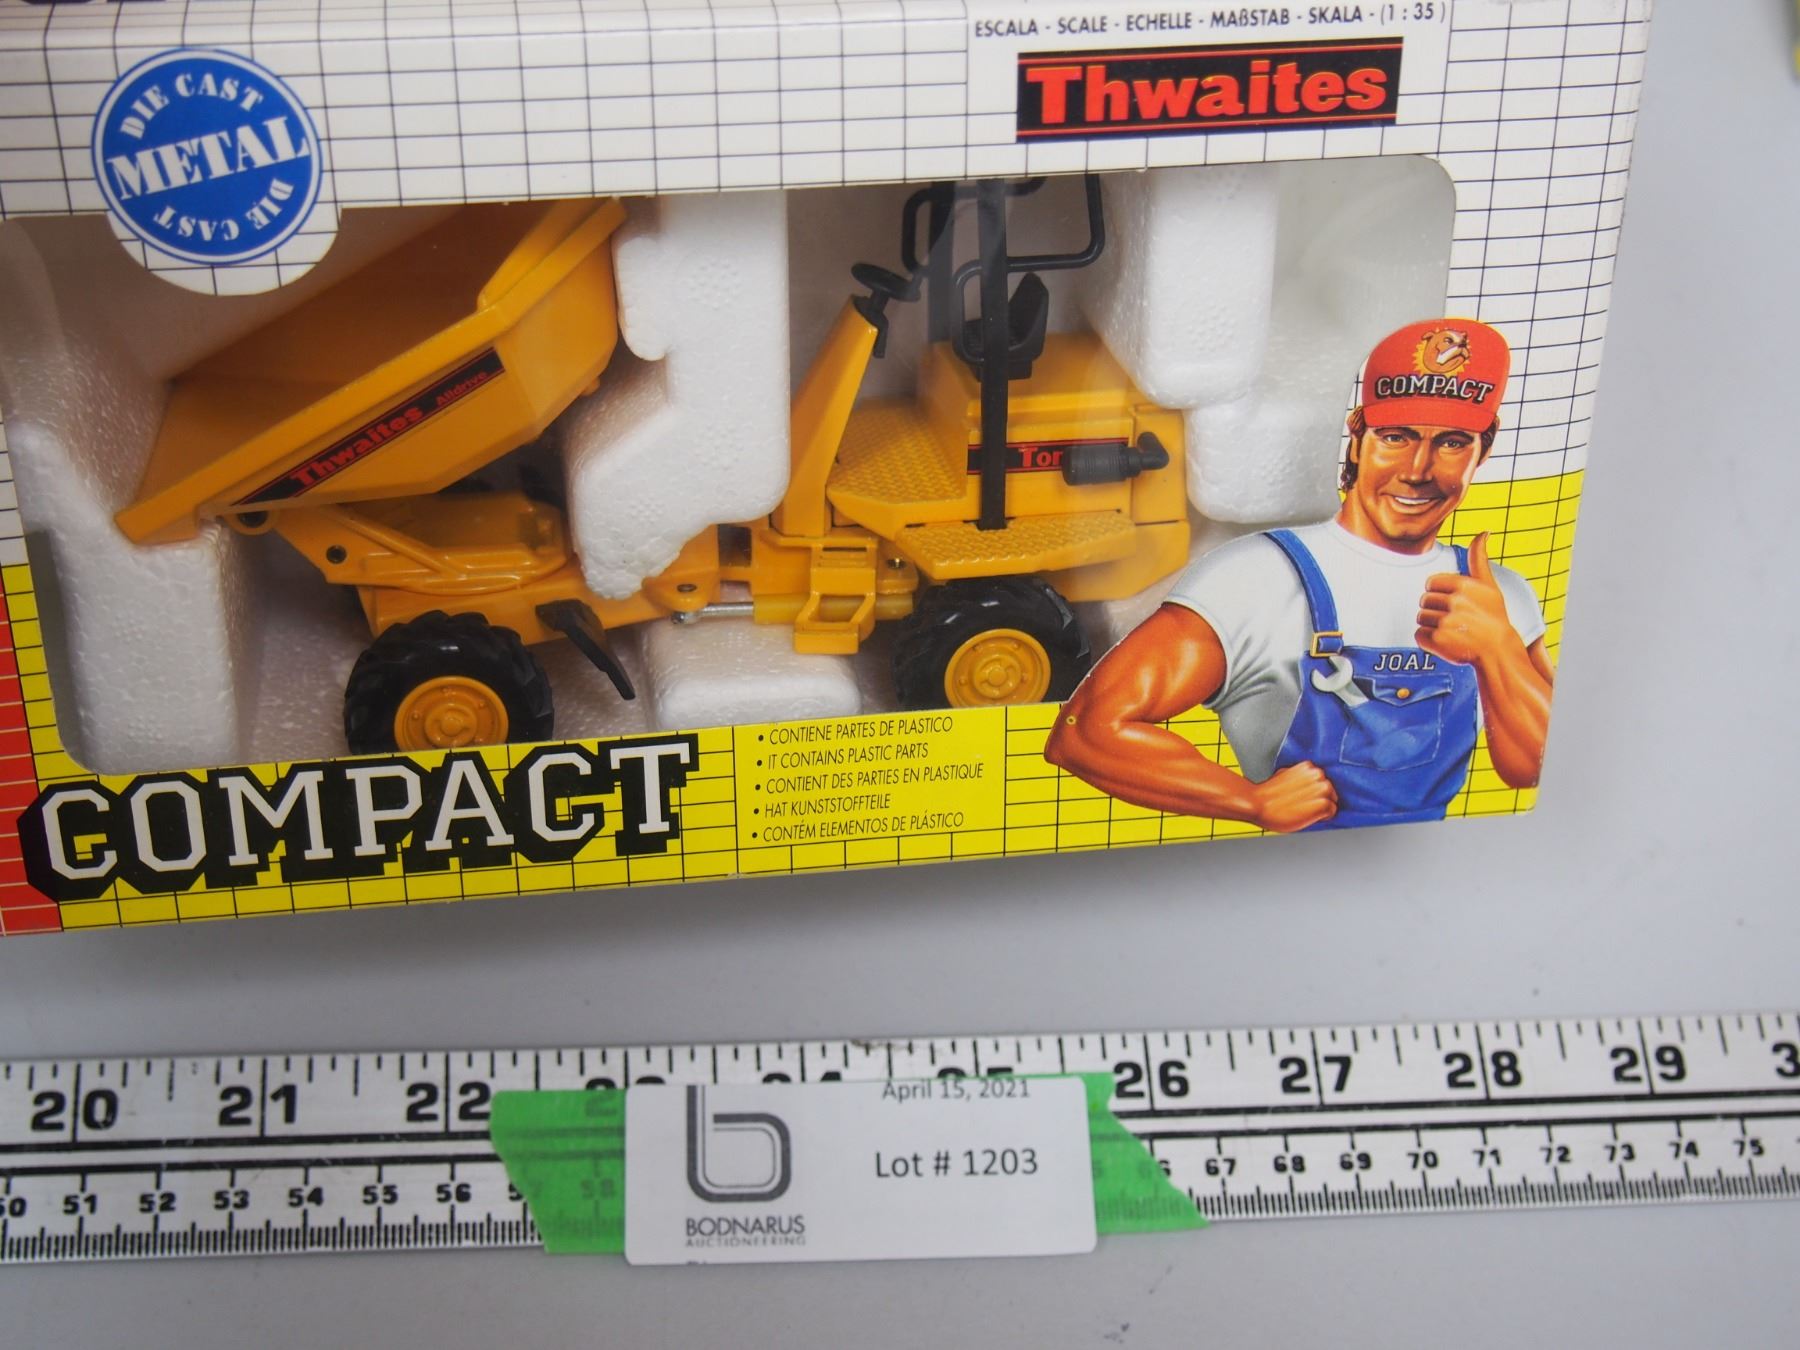 ESCALA - SCALE - ECHELLE - MAßSTAB - SKALA - (1 : 35)
Thwaites
DIE CAST
METAL
DIE CAST
Thwaites Alldrive
COMPACT
JOAL
COMPACT
• CONTIENE PARTES DE PLASTICO
• IT CONTAINS PLASTIC PARTS
• CONTIENT DES PARTIES EN PLASTIQUE
• HAT KUNSTSTOFFTEILE
• CONTÉM ELEMENTOS DE PLÁSTICO
20 21 22 26 27 28 29
April 15, 2021
Lot # 1203
BODNARUS
AUCTIONEERING
51 52 53 54 55 56 67 68 69 70 71 72 73 74 75